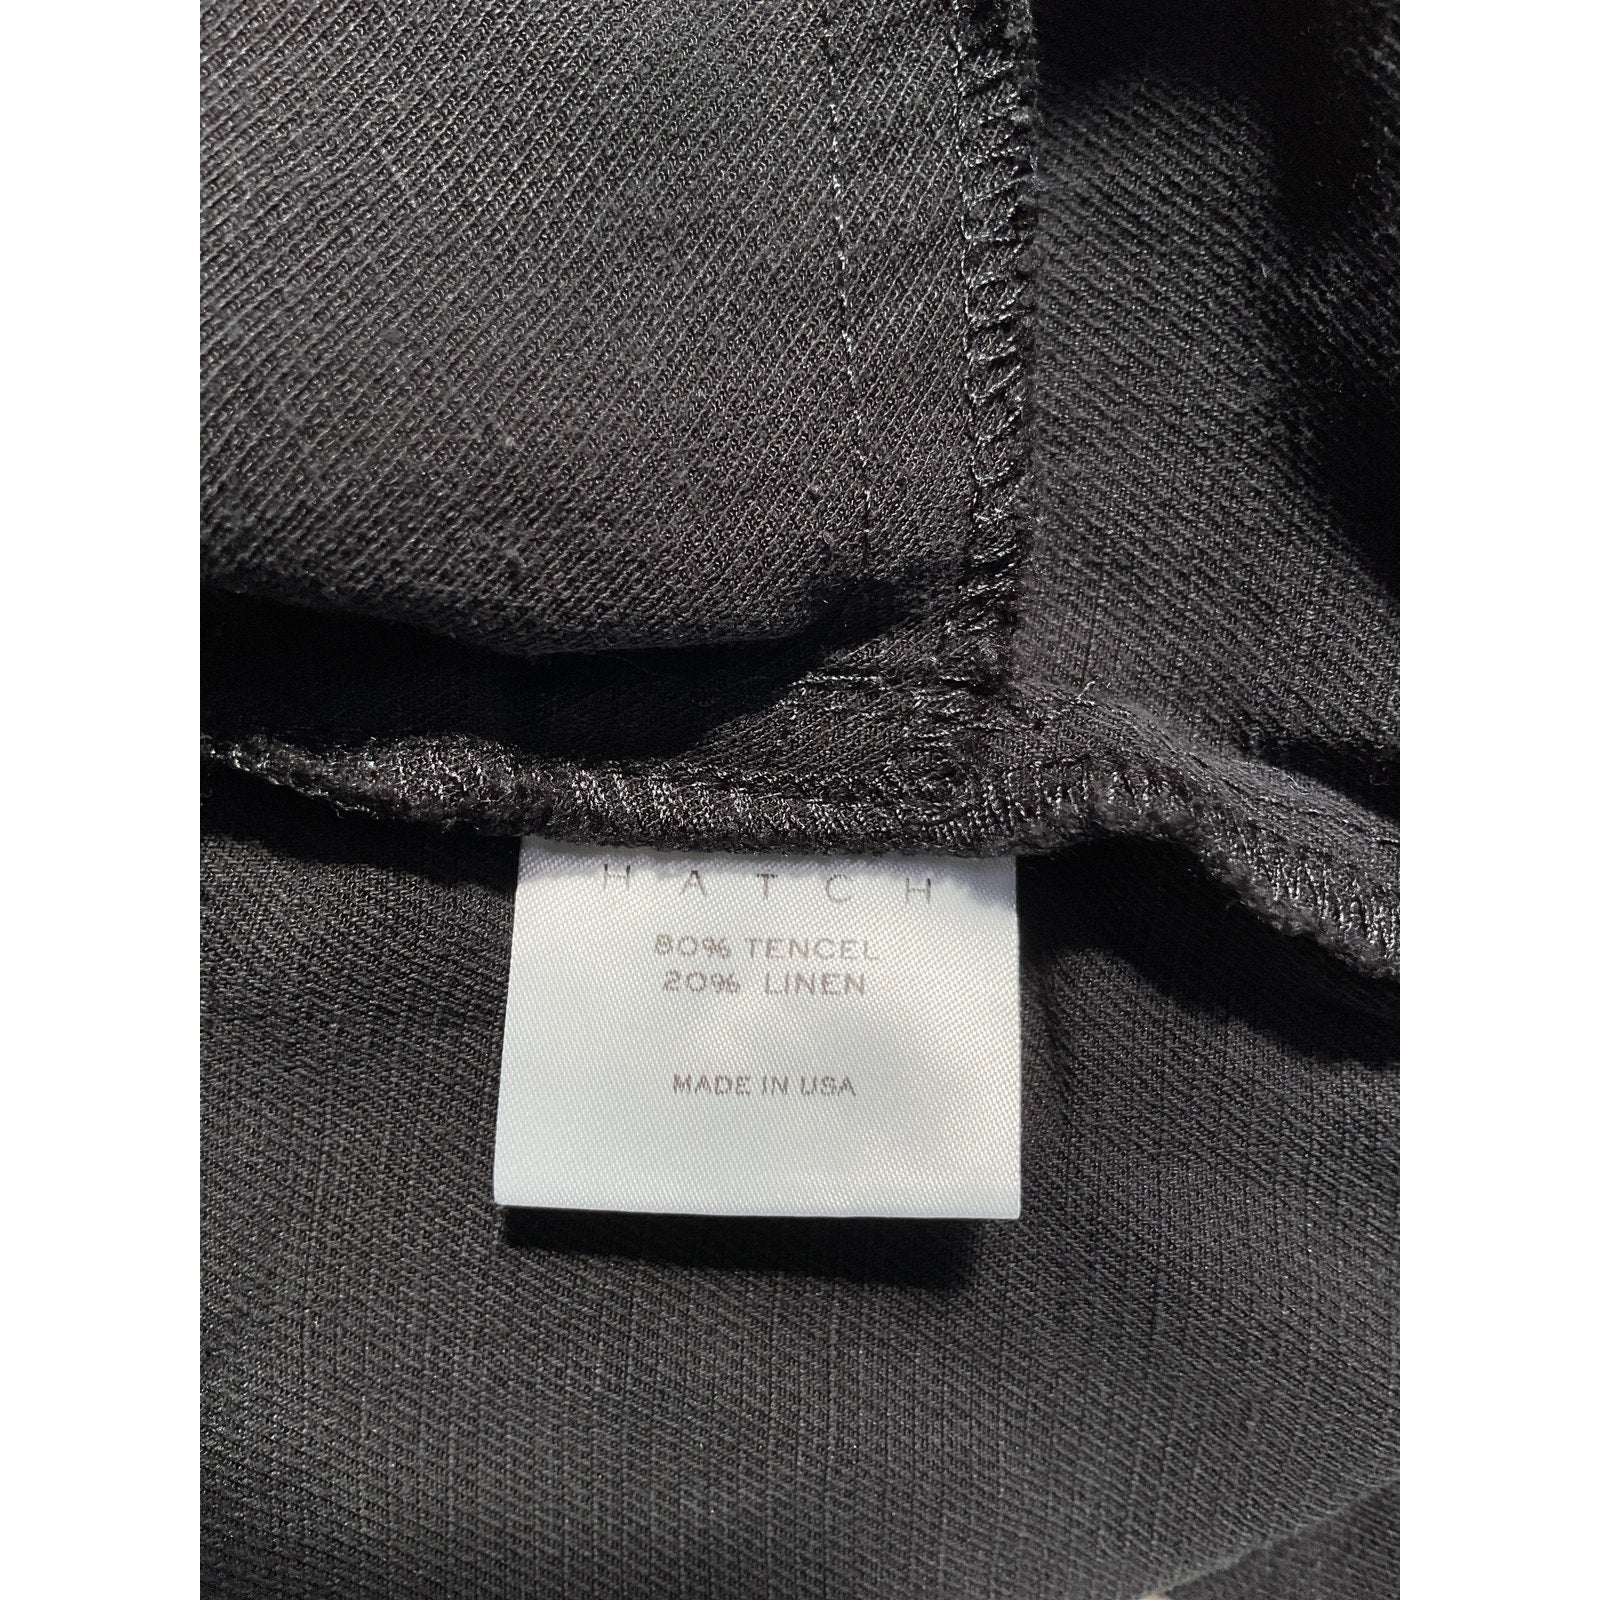 HATCH
80% TENCEL
20% LINEN
MADE IN USA